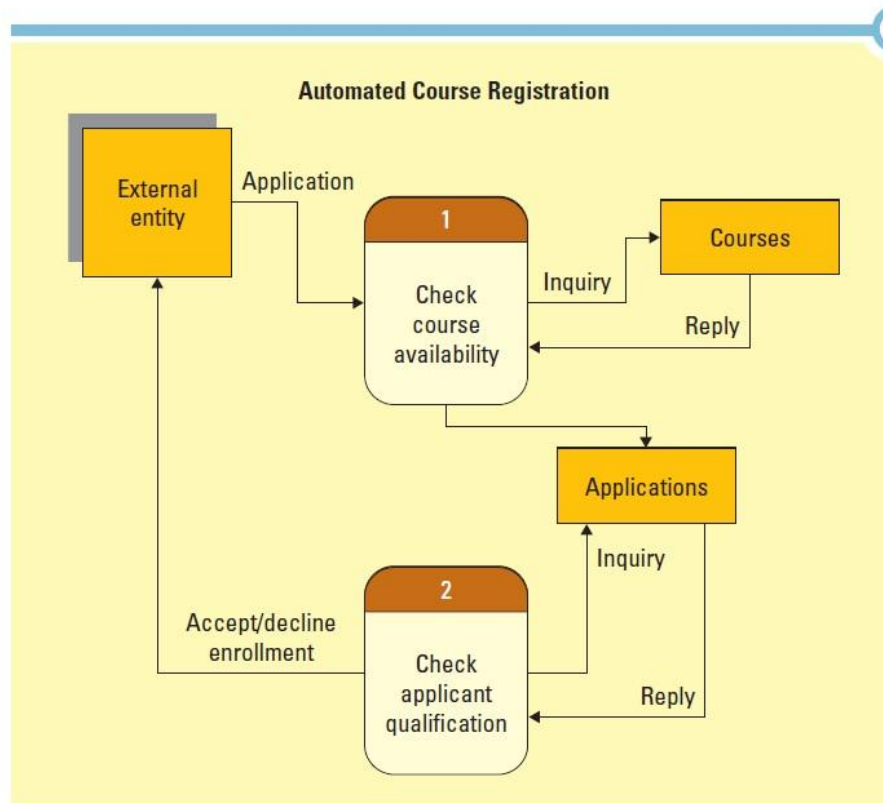 Automated Course Registration
External
entity
Application
1
Check
course
availability
Inquiry
Courses
Reply
Applications
Inquiry
2
Check
applicant
qualification
Accept/decline
enrollment
Reply